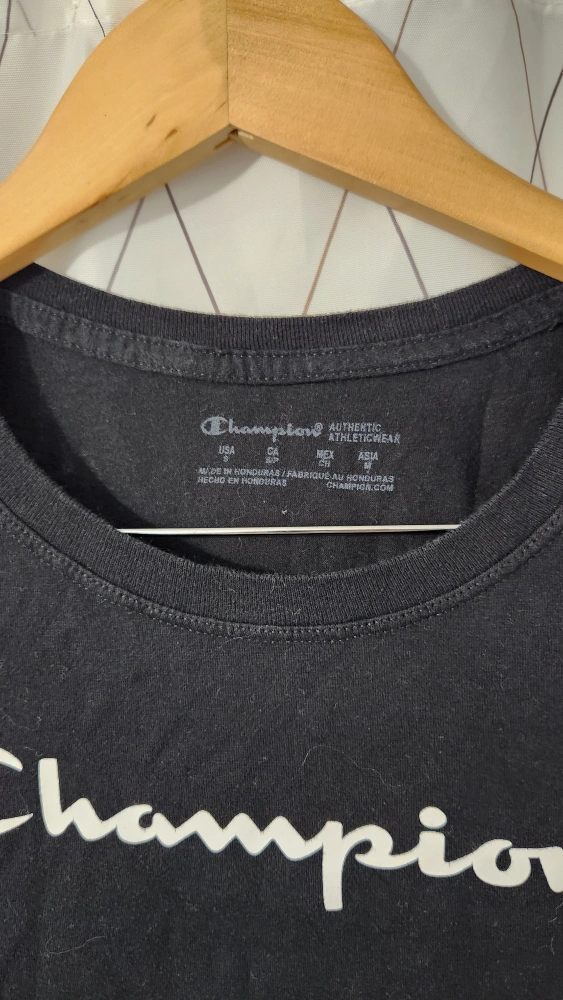 Champion® AUTHENTIC
ATHLETICWEAR
USA CA MEX ASIA
S S/P CH M
MADE IN HONDURAS / FABRIQUÉ AU HONDURAS
HECHO EN HONDURAS CHAMPION.COM
Champion